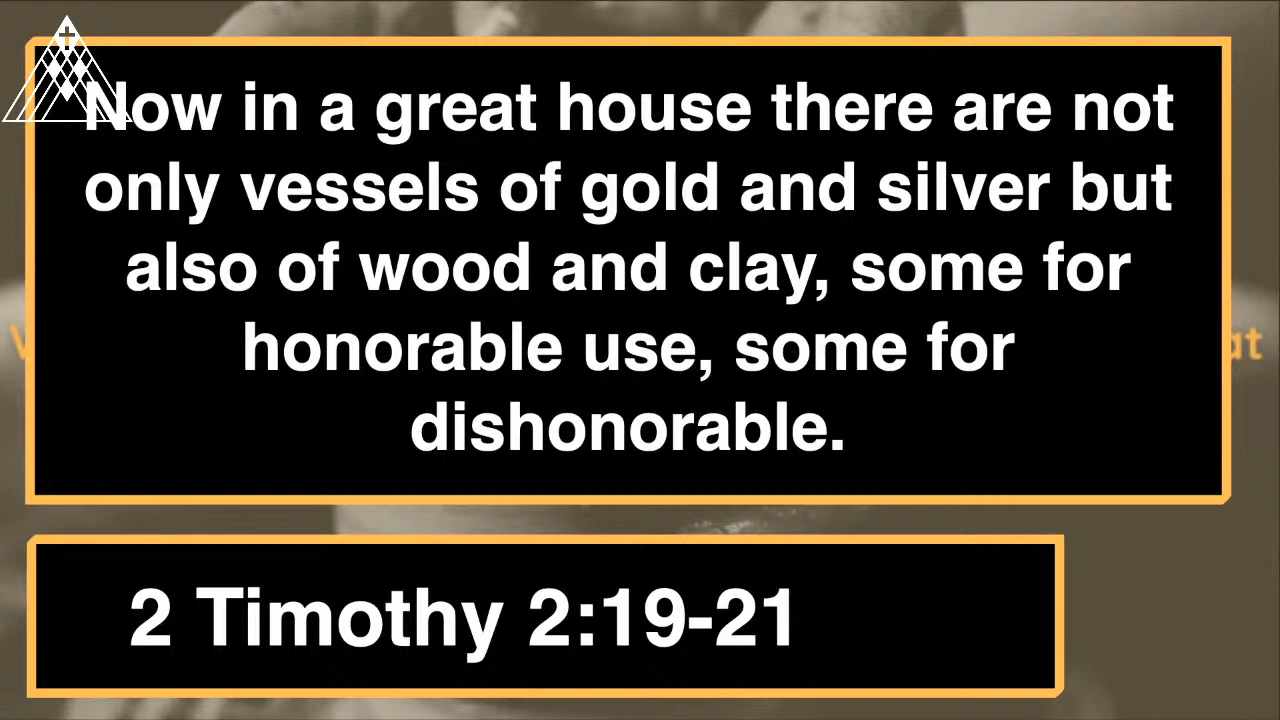 Now in a great house there are not
only vessels of gold and silver but
also of wood and clay, some for
honorable use, some for
dishonorable.
at
2 Timothy 2:19-21